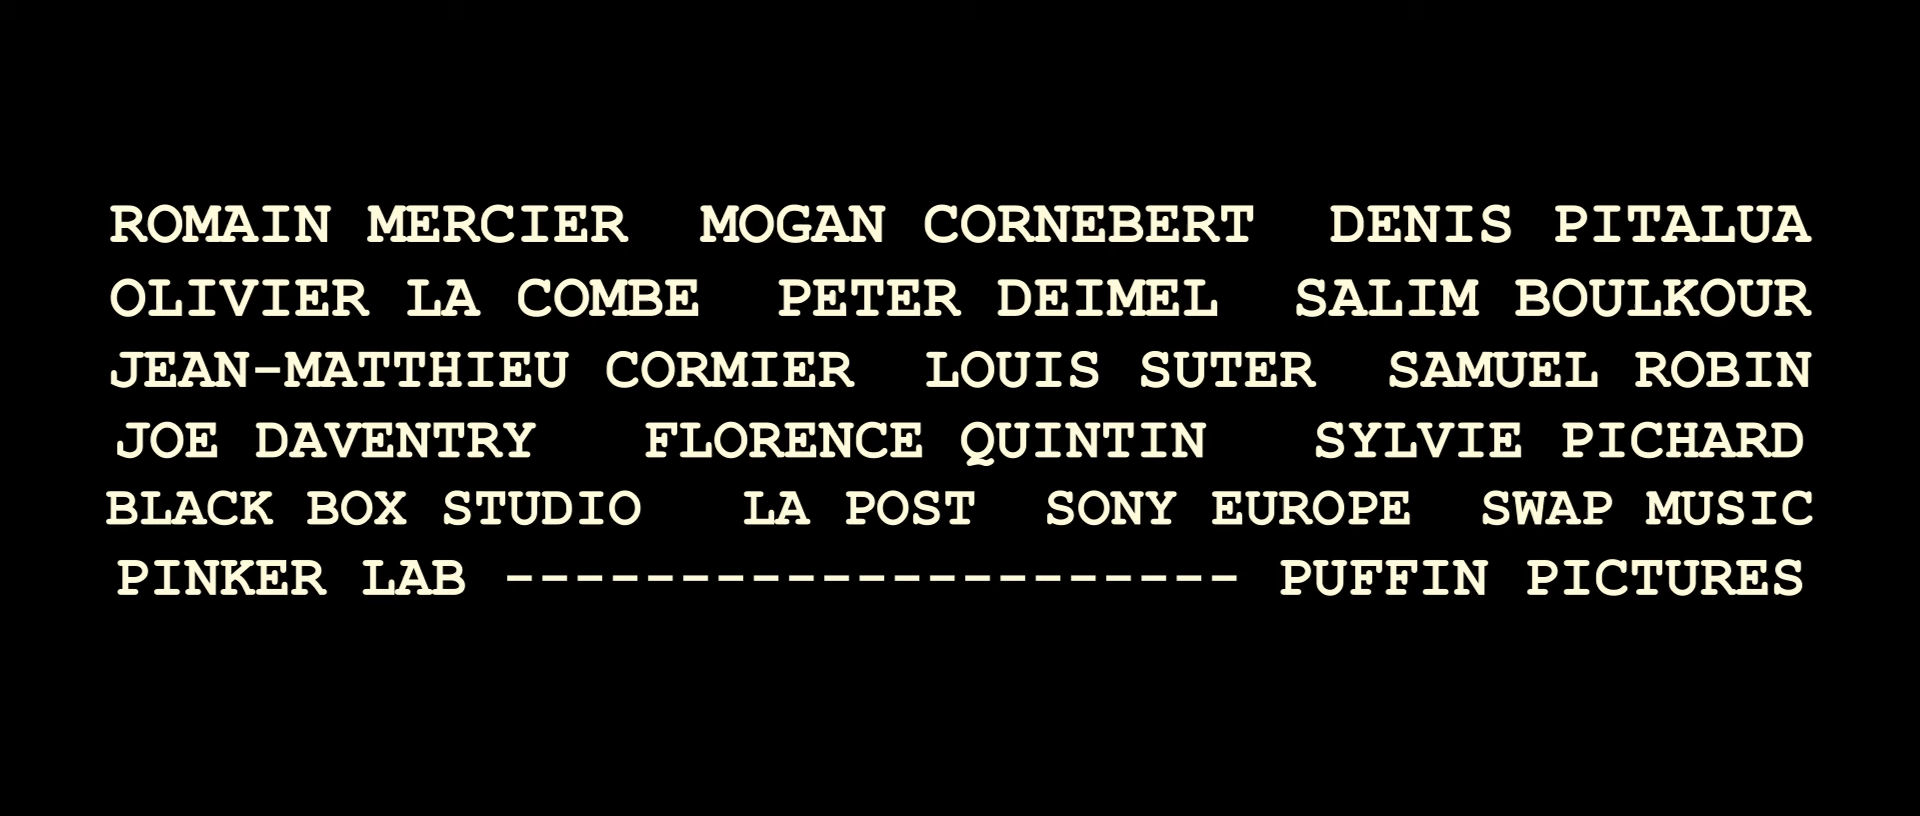 ROMAIN MERCIER  MOGAN CORNEBERT  DENIS PITALUA
OLIVIER LA COMBE  PETER DEIMEL  SALIM BOULKOUR
JEAN-MATTHIEU CORMIER  LOUIS SUTER  SAMUEL ROBIN
JOE DAVENTRY   FLORENCE QUINTIN   SYLVIE PICHARD
BLACK BOX STUDIO   LA POST  SONY EUROPE  SWAP MUSIC
PINKER LAB --------------------- PUFFIN PICTURES